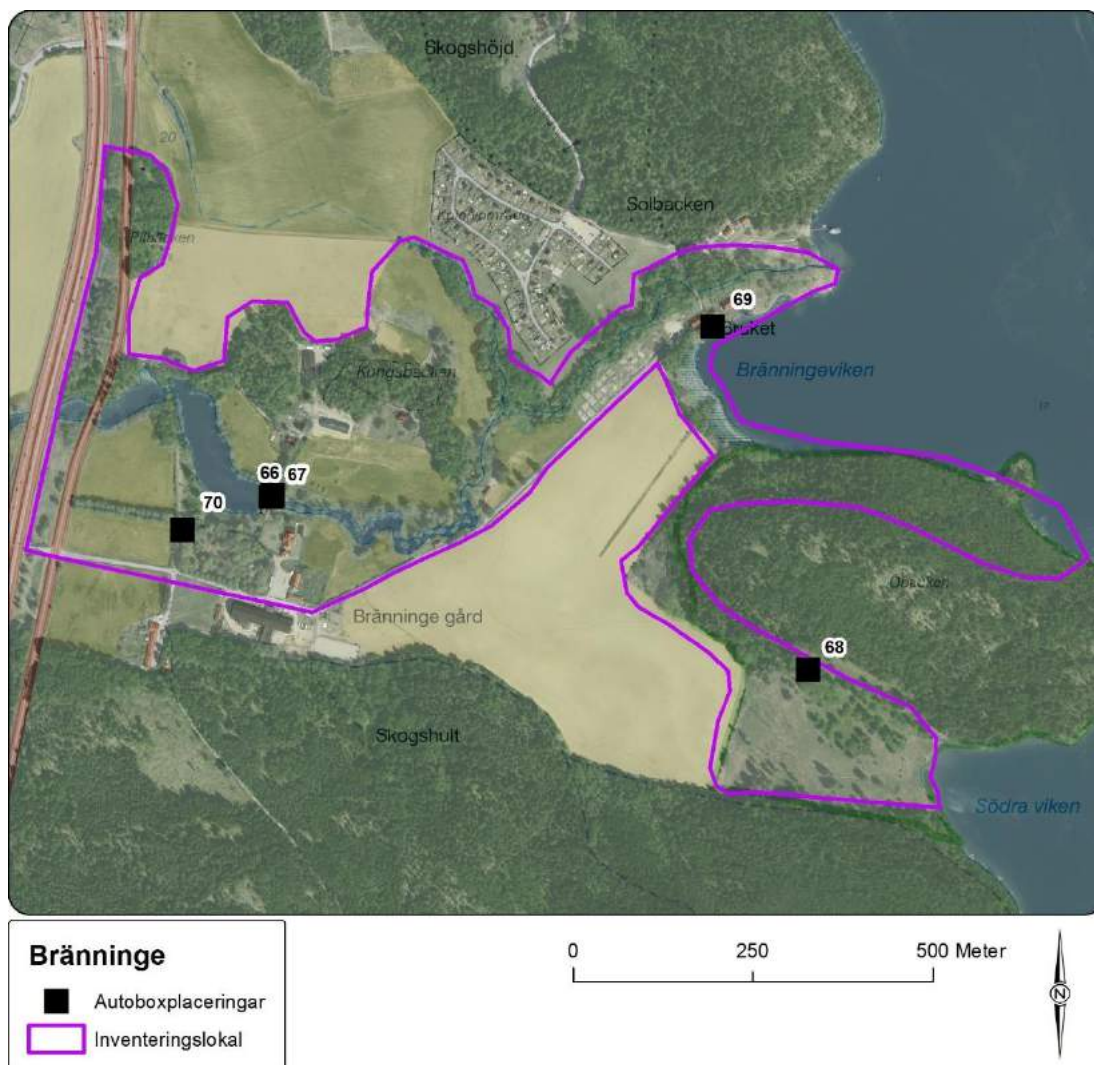 Skogshöjd
20
Solbacken
69
Kungsbacken
Bränningeviken
66 67
70
Bränninge gård
68
Skogshult
Södra viken
Bränninge
Autoboxplaceringar
Inventeringslokal
0 250 500 Meter
N